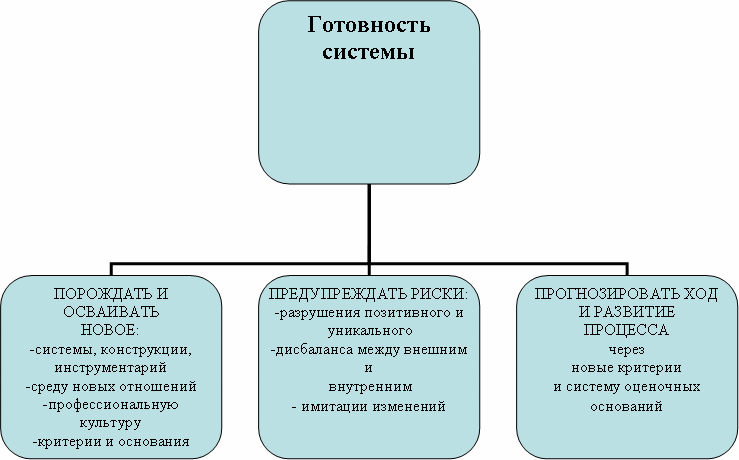 Готовность
системы
ПОРОЖДАТЬ И
ОСВАИВАТЬ
НОВОЕ:
-системы, конструкции,
инструментарий
-среду новых отношений
-профессиональную
культуру
-критерии и основания
ПРЕДУПРЕЖДАТЬ РИСКИ:
-разрушения позитивного и
уникального
-дисбаланса между внешним
и
внутренним
- имитации изменений
ПРОГНОЗИРОВАТЬ ХОД
И РАЗВИТИЕ
ПРОЦЕССА
через
новые критерии
и систему оценочных
оснований